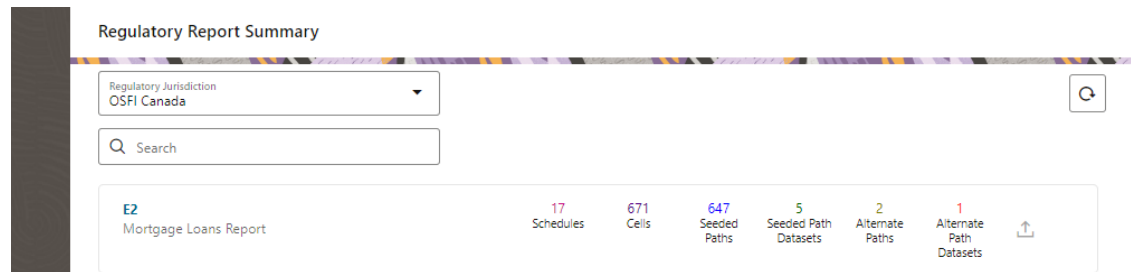 Regulatory Report Summary
Regulatory Jurisdiction
OSFI Canada
Search
E2
Mortgage Loans Report
17
Schedules
671
Cells
647
Seeded
Paths
5
Seeded Path
Datasets
2
Alternate
Paths
1
Alternate
Path
Datasets